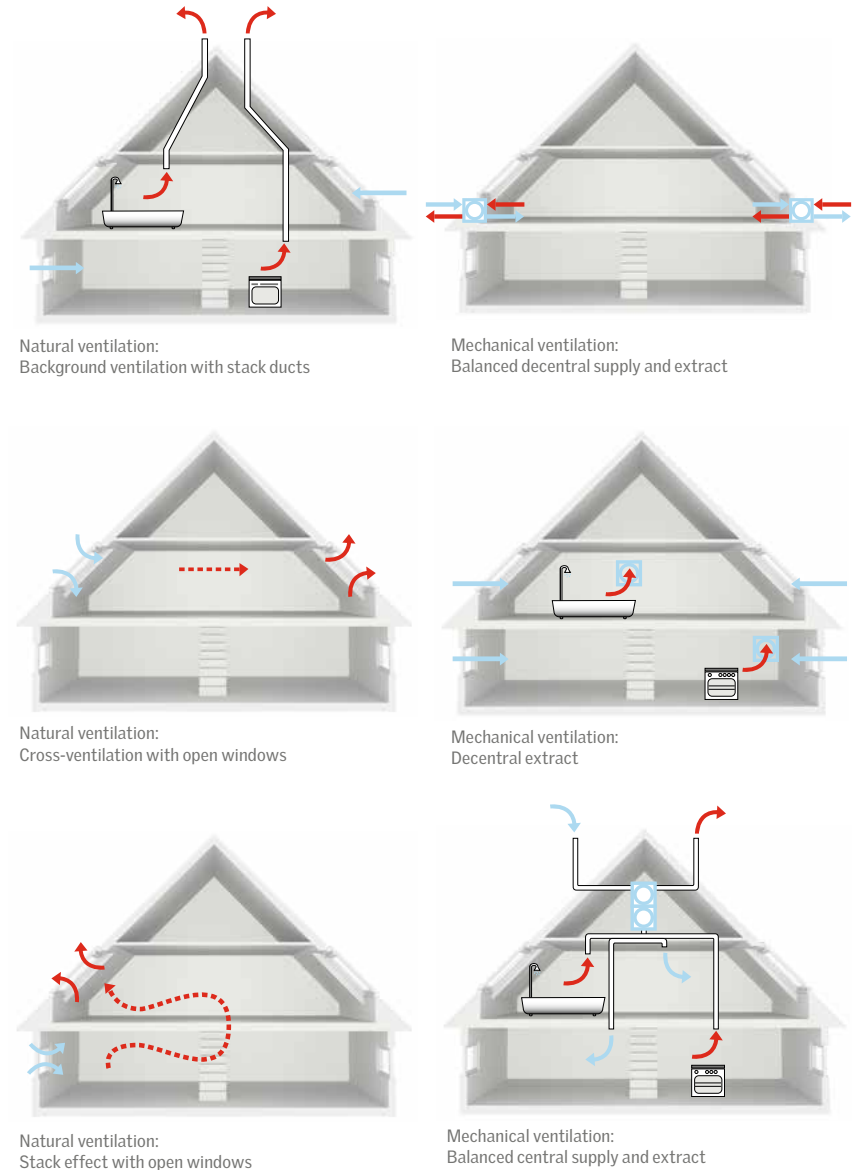 Natural ventilation:
Background ventilation with stack ducts
Mechanical ventilation:
Balanced decentral supply and extract
Natural ventilation:
Cross-ventilation with open windows
Mechanical ventilation:
Decentral extract
Natural ventilation:
Stack effect with open windows
Mechanical ventilation:
Balanced central supply and extract